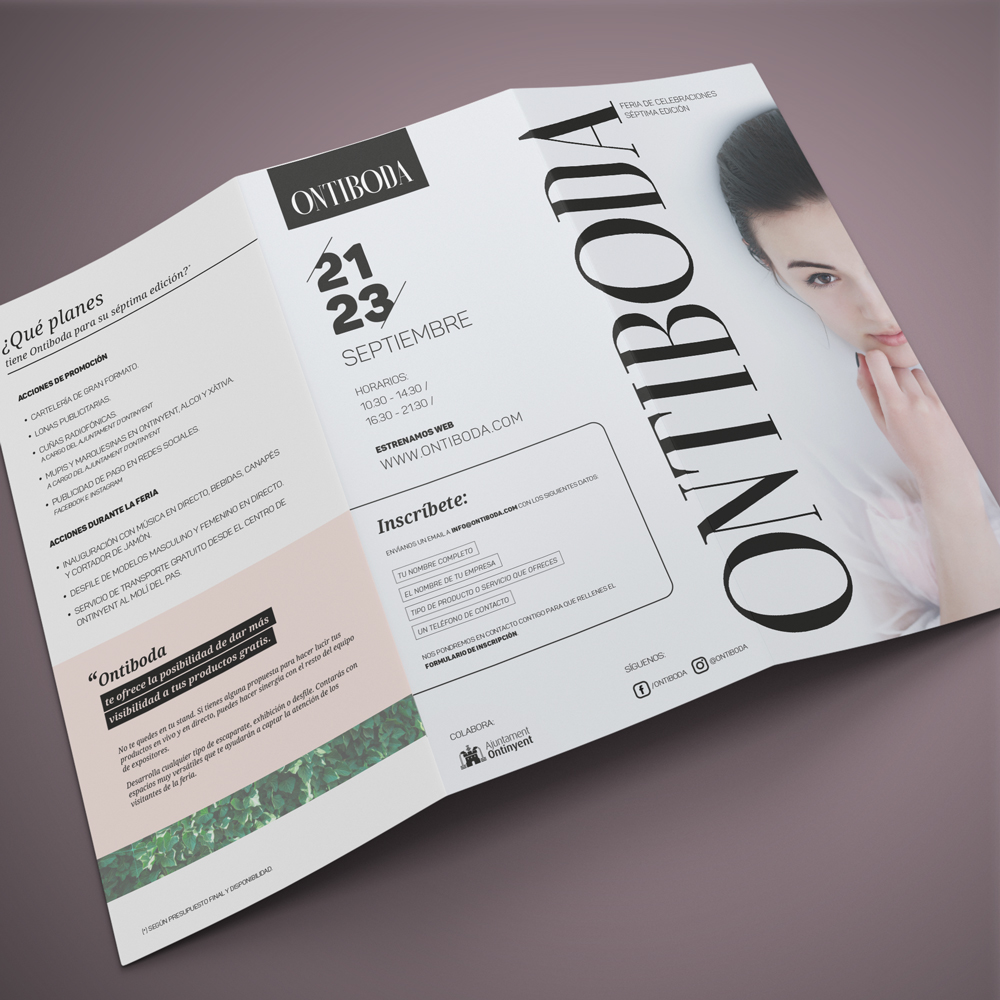 ¿Qué planes
tiene Ontiboda para su séptima edición?*
ACCIONES DE PROMOCIÓN
• CARTELERÍA DE GRAN FORMATO.
• LONAS PUBLICITARIAS.
• CUÑAS RADIOFÓNICAS.
A CARGO DEL AJUNTAMENT D'ONTINYENT
• MUPIS Y MARQUESINAS EN ONTINYENT, ALCOI Y XÀTIVA.
A CARGO DEL AJUNTAMENT D'ONTINYENT
• PUBLICIDAD DE PAGO EN REDES SOCIALES.
FACEBOOK E INSTAGRAM
ACCIONES DURANTE LA FERIA
• INAUGURACIÓN CON MÚSICA EN DIRECTO, BEBIDAS, CANAPÉS
Y CORTADOR DE JAMÓN.
• DESFILE DE MODELOS MASCULINO Y FEMENINO EN DIRECTO.
• SERVICIO DE TRANSPORTE GRATUITO DESDE EL CENTRO DE
ONTINYENT AL MOLÍ DEL PAS.
“Ontiboda
te ofrece la posibilidad de dar más
visibilidad a tus productos gratis.
No te quedes en tu stand. Si tienes alguna propuesta para hacer lucir tus
productos en vivo y en directo, puedes hacer sinergia con el resto del equipo
de expositores.
Desarrolla cualquier tipo de escaparate, exhibición o desfile. Contarás con
espacios muy versátiles que te ayudarán a captar la atención de los
visitantes de la feria.
(*) SEGÚN PRESUPUESTO FINAL Y DISPONIBILIDAD.
ONTIBODA
21
23
SEPTIEMBRE
HORARIOS:
10:30 - 14:30 /
16:30 - 21:30 /
ESTRENAMOS WEB
WWW.ONTIBODA.COM
Inscríbete:
ENVÍANOS UN EMAIL A INFO@ONTIBODA.COM CON LOS SIGUIENTES DATOS:
TU NOMBRE COMPLETO
EL NOMBRE DE TU EMPRESA
TIPO DE PRODUCTO O SERVICIO QUE OFRECES
UN TELÉFONO DE CONTACTO
NOS PONDREMOS EN CONTACTO CONTIGO PARA QUE RELLENES EL
FORMULARIO DE INSCRIPCIÓN
COLABORA:
Ajuntament
Ontinyent
SÍGUENOS:
/ONTIBODA @ONTIBODA
FERIA DE CELEBRACIONES
SÉPTIMA EDICIÓN
ONTIBODA